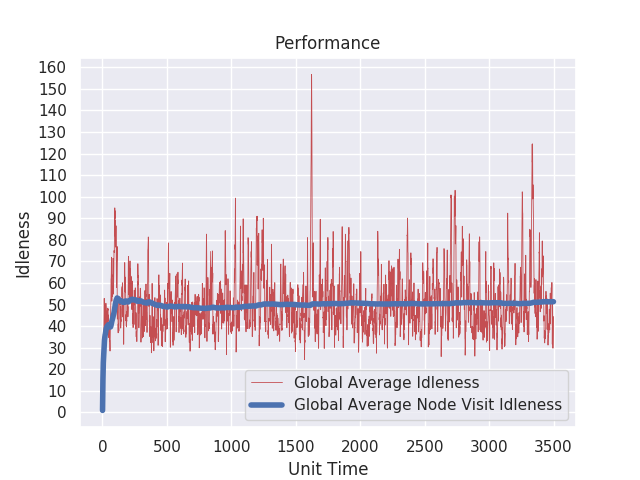 Performance
160
150
140
130
120
110
100
90
80
70
60
50
40
30
20
10
0
Idleness
Global Average Idleness
Global Average Node Visit Idleness
0 500 1000 1500 2000 2500 3000 3500
Unit Time